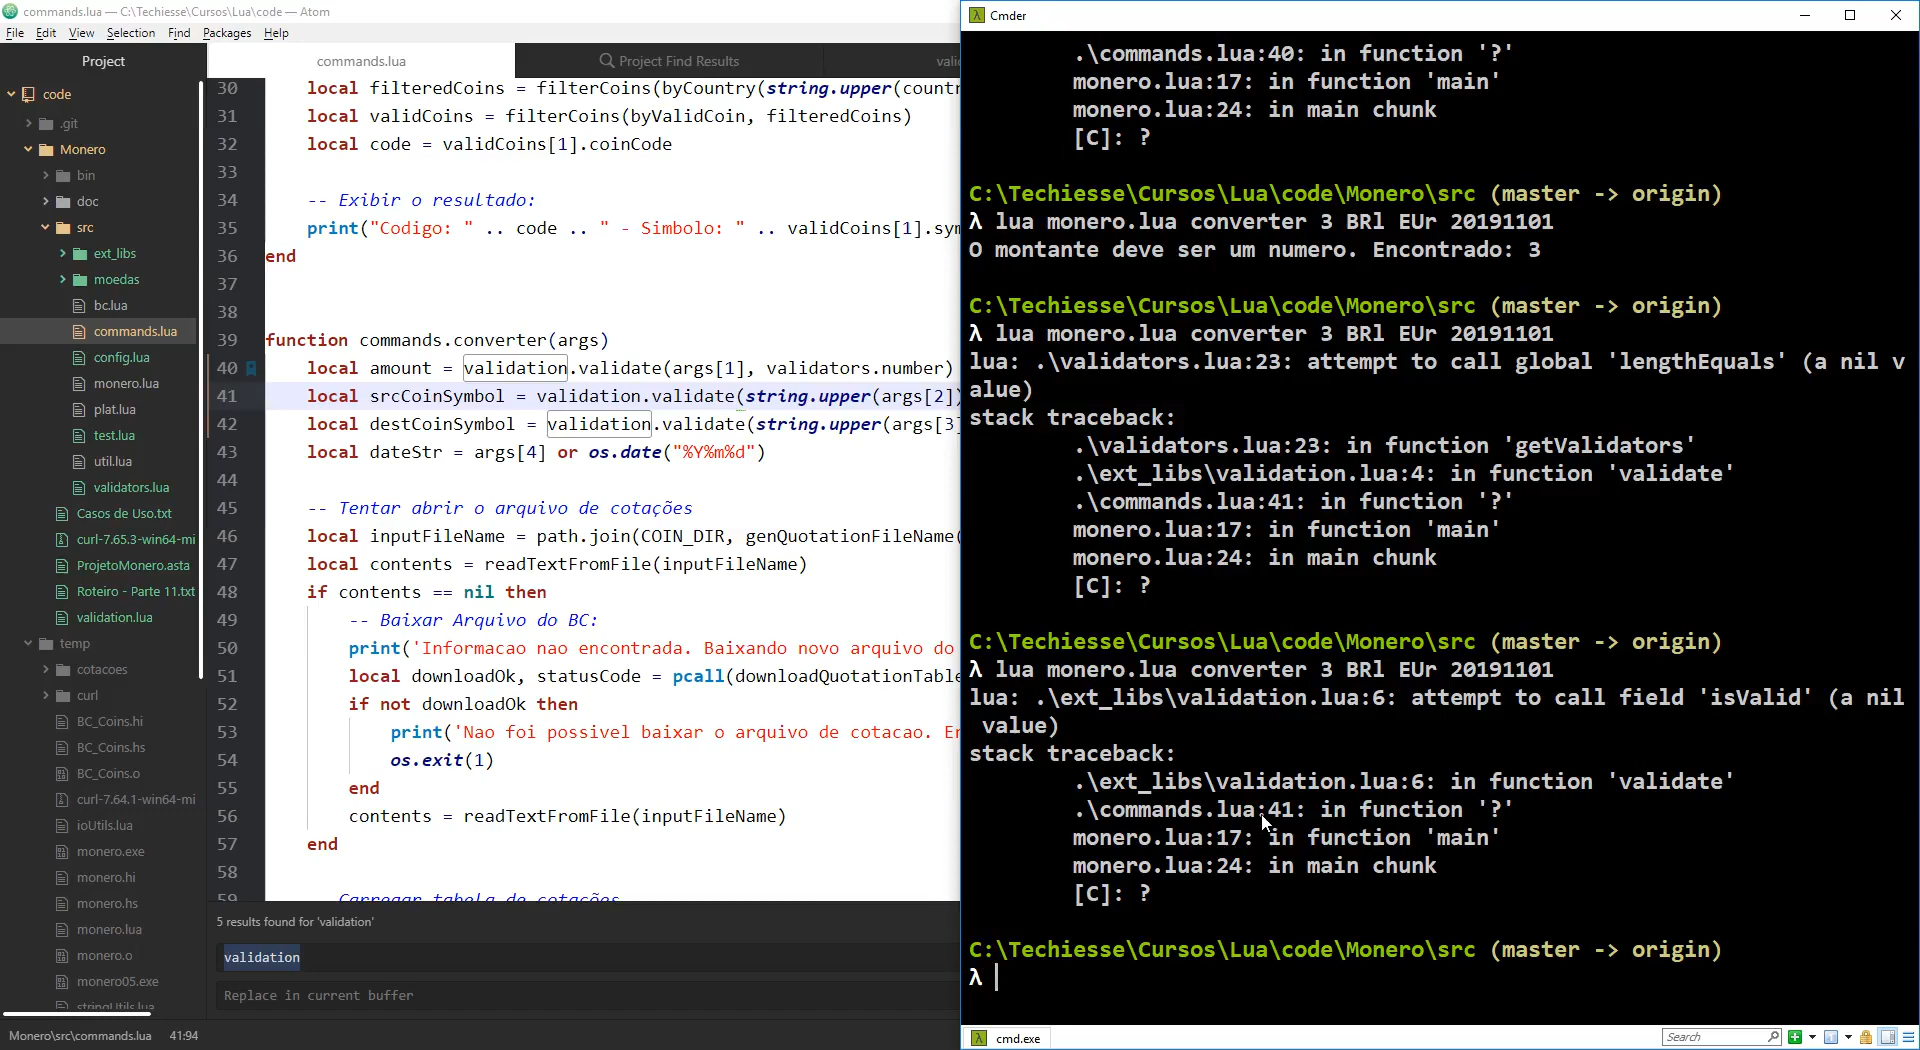 commands.lua — C:\Techiesse\Cursos\Lua\code — Atom
File Edit View Selection Find Packages Help
Project
code
.git
Monero
bin
doc
src
ext_libs
moedas
bc.lua
commands.lua
config.lua
monero.lua
plat.lua
test.lua
util.lua
validators.lua
Casos de Uso.txt
curl-7.65.3-win64-mi
ProjetoMonero.asta
Roteiro - Parte 11.txt
validation.lua
temp
cotacoes
curl
BC_Coins.hi
BC_Coins.hs
BC_Coins.o
curl-7.64.1-win64-mi
ioUtils.lua
monero.exe
monero.hi
monero.hs
monero.lua
monero.o
monero05.exe
stringUtils.lua
commands.lua Project Find Results vali
30 local filteredCoins = filterCoins(byCountry(string.upper(countr
31 local validCoins = filterCoins(byValidCoin, filteredCoins)
32 local code = validCoins[1].coinCode
33
34 -- Exibir o resultado:
35 print("Codigo: " .. code .. " - Simbolo: " .. validCoins[1].sym
36 end
37
38
39 function commands.converter(args)
40 local amount = validation.validate(args[1], validators.number)
41 local srcCoinSymbol = validation.validate(string.upper(args[2])
42 local destCoinSymbol = validation.validate(string.upper(args[3]
43 local dateStr = args[4] or os.date("%Y%m%d")
44
45 -- Tentar abrir o arquivo de cotações
46 local inputFileName = path.join(COIN_DIR, genQuotationFileName(
47 local contents = readTextFromFile(inputFileName)
48 if contents == nil then
49 -- Baixar Arquivo do BC:
50 print('Informacao nao encontrada. Baixando novo arquivo do
51 local downloadOk, statusCode = pcall(downloadQuotationTable
52 if not downloadOk then
53 print('Nao foi possivel baixar o arquivo de cotacao. Er
54 os.exit(1)
55 end
56 contents = readTextFromFile(inputFileName)
57 end
58
59 Carregar tabela de cotações
5 results found for 'validation'
validation
Replace in current buffer
Monero\src\commands.lua 41:94
Cmder
.\commands.lua:40: in function '?'
monero.lua:17: in function 'main'
monero.lua:24: in main chunk
[C]: ?
C:\Techiesse\Cursos\Lua\code\Monero\src (master -> origin)
λ lua monero.lua converter 3 BRl EUr 20191101
O montante deve ser um numero. Encontrado: 3
C:\Techiesse\Cursos\Lua\code\Monero\src (master -> origin)
λ lua monero.lua converter 3 BRl EUr 20191101
lua: .\validators.lua:23: attempt to call global 'lengthEquals' (a nil v
alue)
stack traceback:
.\validators.lua:23: in function 'getValidators'
.\ext_libs\validation.lua:4: in function 'validate'
.\commands.lua:41: in function '?'
monero.lua:17: in function 'main'
monero.lua:24: in main chunk
[C]: ?
C:\Techiesse\Cursos\Lua\code\Monero\src (master -> origin)
λ lua monero.lua converter 3 BRl EUr 20191101
lua: .\ext_libs\validation.lua:6: attempt to call field 'isValid' (a nil
value)
stack traceback:
.\ext_libs\validation.lua:6: in function 'validate'
.\commands.lua:41: in function '?'
monero.lua:17: in function 'main'
monero.lua:24: in main chunk
[C]: ?
C:\Techiesse\Cursos\Lua\code\Monero\src (master -> origin)
λ
cmd.exe
Search